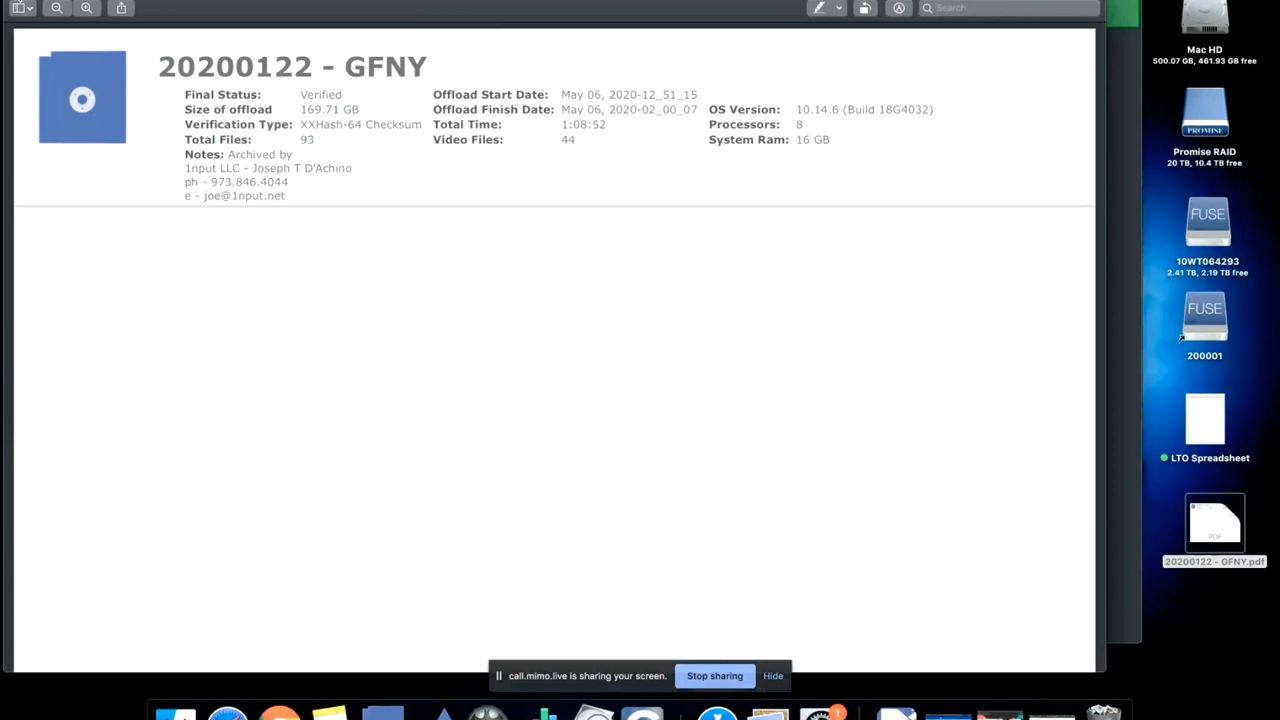 Search
20200122 - GFNY
Final Status: Verified
Size of offload 169.71 GB
Verification Type: XXHash-64 Checksum
Total Files: 93
Notes: Archived by
1nput LLC - Joseph T D'Achino
ph - 973.846.4044
e - joe@1nput.net
Offload Start Date: May 06, 2020-12_51_15
Offload Finish Date: May 06, 2020-02_00_07
Total Time: 1:08:52
Video Files: 44
OS Version: 10.14.6 (Build 18G4032)
Processors: 8
System Ram: 16 GB
Mac HD
500.07 GB, 461.93 GB free
PROMISE
Promise RAID
20 TB, 10.4 TB free
FUSE
10WT064293
2.41 TB, 2.19 TB free
FUSE
200001
LTO Spreadsheet
PDF
20200122 - GFNY.pdf
call.mimo.live is sharing your screen.
Stop sharing
Hide
1